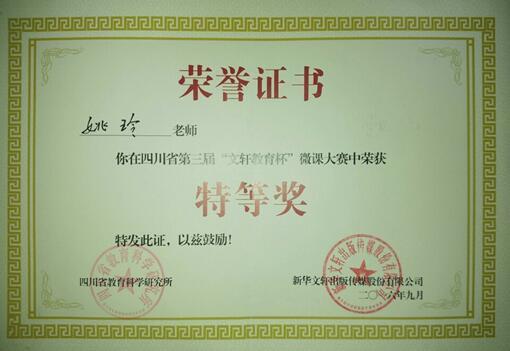 荣誉证书
姚玲老师
你在四川省第三届“文轩教育杯”微课大赛中荣获
特等奖
特发此证，以兹鼓励！
四川省教育科学研究所 新华文轩出版传媒股份有限公司
二〇一六年九月